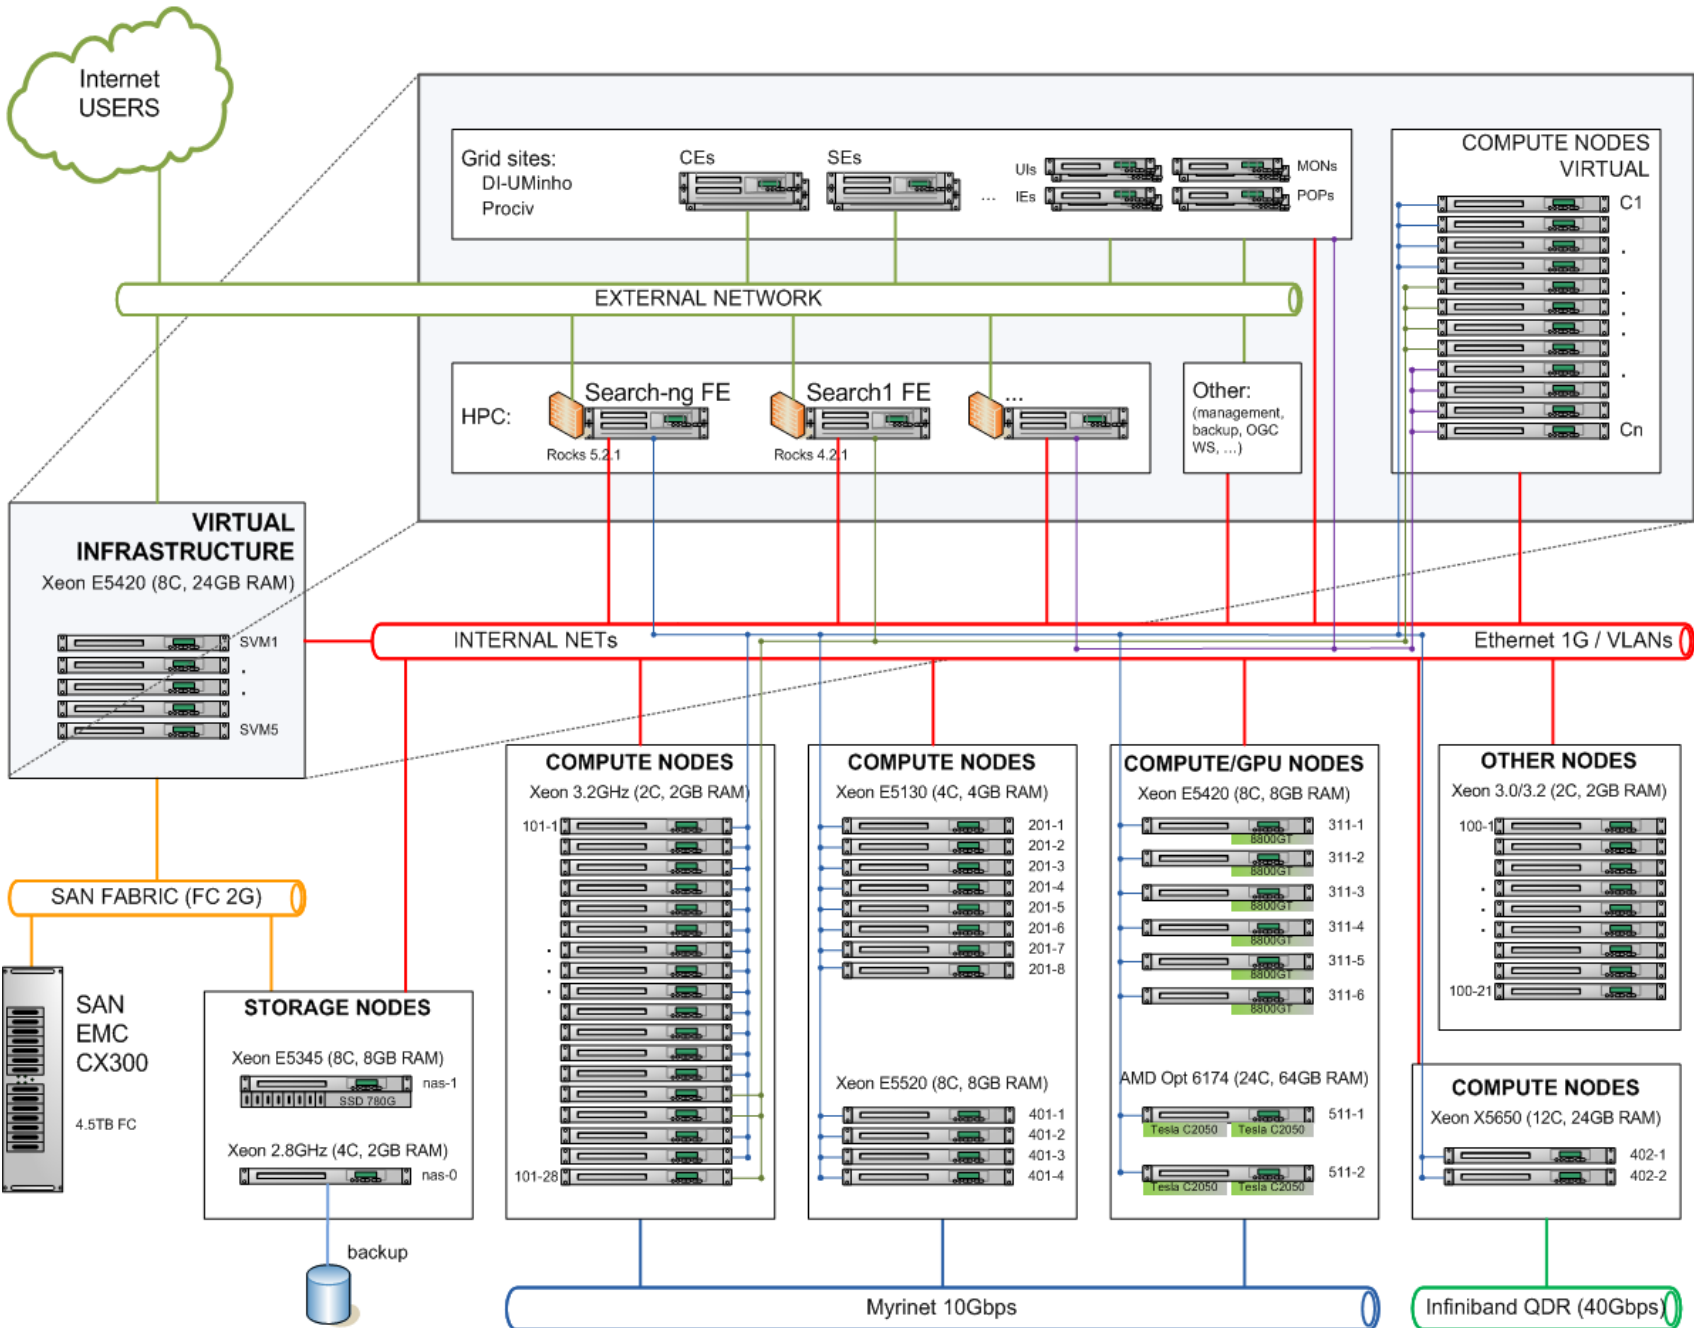 Internet
USERS
Grid sites:
DI-UMinho
Prociv
CEs
SEs
...
UIs
IEs
MONs
POPs
COMPUTE NODES
VIRTUAL
C1
.
.
.
.
.
Cn
EXTERNAL NETWORK
HPC:
Search-ng FE
Rocks 5.2.1
Search1 FE
Rocks 4.2.1
...
Other:
(management,
backup, OGC
WS, ...)
VIRTUAL
INFRASTRUCTURE
Xeon E5420 (8C, 24GB RAM)
SVM1
.
.
SVM5
INTERNAL NETs
Ethernet 1G / VLANs
SAN FABRIC (FC 2G)
SAN
EMC
CX300
4.5TB FC
STORAGE NODES
Xeon E5345 (8C, 8GB RAM)
nas-1
SSD 780G
Xeon 2.8GHz (4C, 2GB RAM)
nas-0
backup
COMPUTE NODES
Xeon 3.2GHz (2C, 2GB RAM)
101-1
.
.
.
101-28
COMPUTE NODES
Xeon E5130 (4C, 4GB RAM)
201-1
201-2
201-3
201-4
201-5
201-6
201-7
201-8
Xeon E5520 (8C, 8GB RAM)
401-1
401-2
401-3
401-4
COMPUTE/GPU NODES
Xeon E5420 (8C, 8GB RAM)
311-1
8800GT
311-2
8800GT
311-3
8800GT
311-4
8800GT
311-5
8800GT
311-6
8800GT
AMD Opt 6174 (24C, 64GB RAM)
511-1
Tesla C2050 Tesla C2050
511-2
Tesla C2050 Tesla C2050
OTHER NODES
Xeon 3.0/3.2 (2C, 2GB RAM)
100-1
.
.
.
100-21
COMPUTE NODES
Xeon X5650 (12C, 24GB RAM)
402-1
402-2
Myrinet 10Gbps
Infiniband QDR (40Gbps)